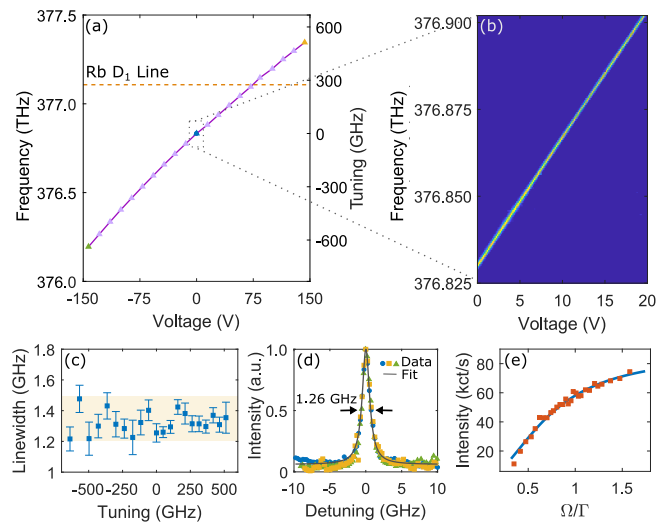 (a)
Rb D₁ Line
377.5
377.0
376.5
376.0
Frequency (THz)
-150
-75
0
75
150
Voltage (V)
600
300
0
-300
-600
Tuning (GHz)
(b)
376.900
376.875
376.850
376.825
Frequency (THz)
0
5
10
15
20
Voltage (V)
(c)
1.8
1.6
1.4
1.2
1.0
Linewidth (GHz)
-500
-250
0
250
500
Tuning (GHz)
(d)
Data
Fit
1.26 GHz
1
0.5
0
Intensity (a.u.)
-10
-5
0
5
10
Detuning (GHz)
(e)
80
60
40
20
Intensity (kct/s)
0.5
1.0
1.5
Ω/Γ